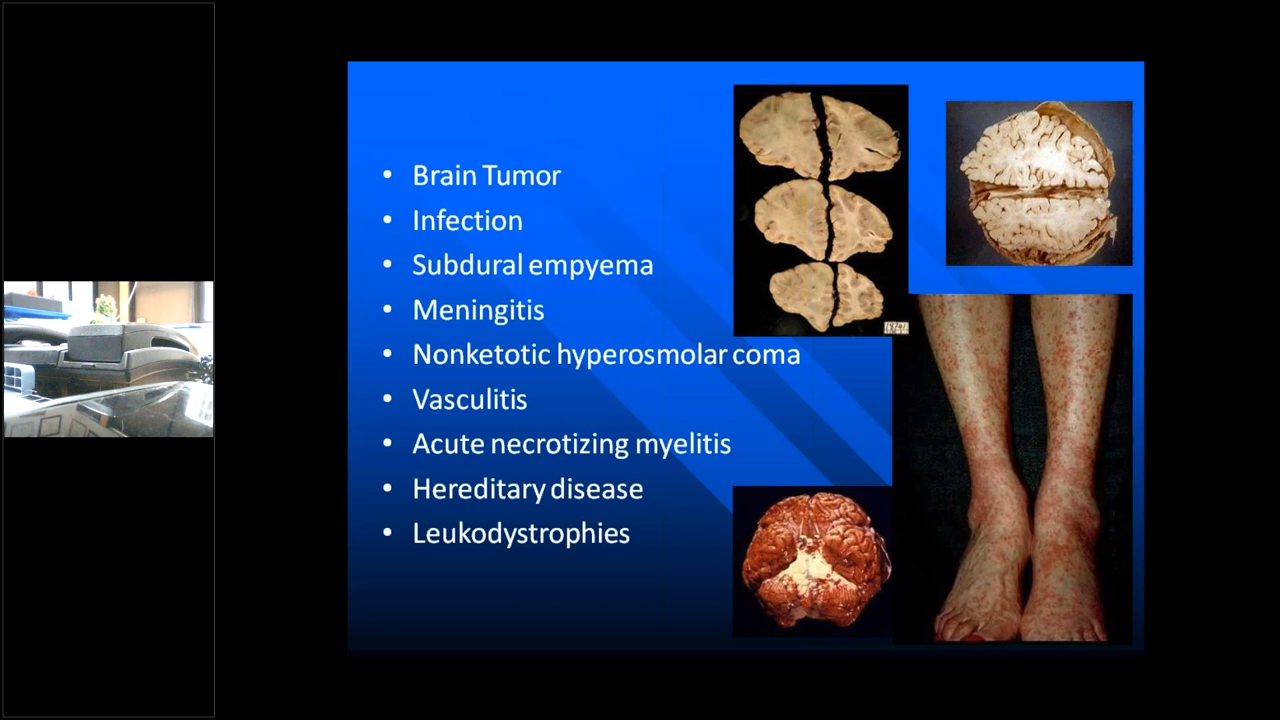 Brain Tumor
Infection
Subdural empyema
Meningitis
Nonketotic hyperosmolar coma
Vasculitis
Acute necrotizing myelitis
Hereditary disease
Leukodystrophies